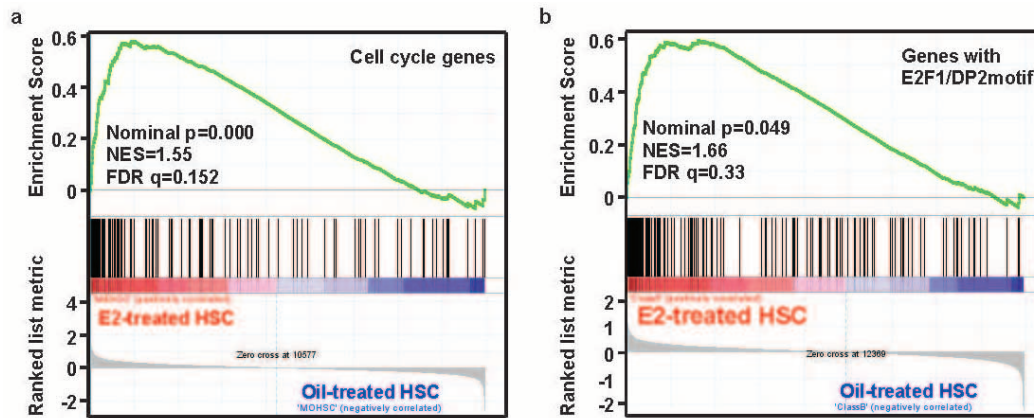 a
Enrichment Score
0.6
0.4
0.2
0
Cell cycle genes
Nominal p=0.000
NES=1.55
FDR q=0.152
Ranked list metric
4
2
0
-2
(positively correlated)
E2-treated HSC
Zero cross at 10577
Oil-treated HSC
'MOHSC' (negatively correlated)
b
Enrichment Score
0.6
0.4
0.2
0
Genes with
E2F1/DP2motif
Nominal p=0.049
NES=1.66
FDR q=0.33
Ranked list metric
2
1
0
-1
-2
(positively correlated)
E2-treated HSC
Zero cross at 12369
Oil-treated HSC
'ClassB' (negatively correlated)